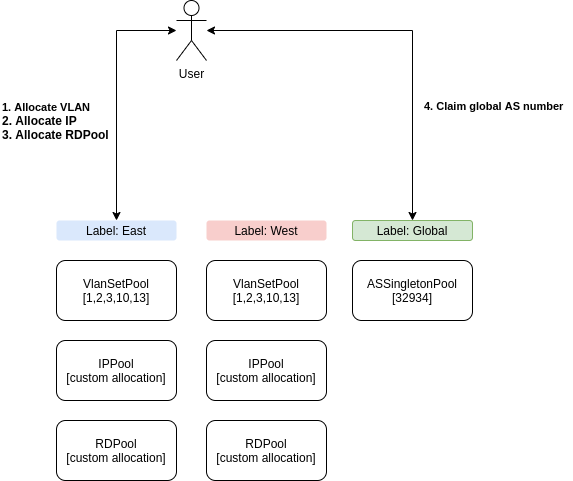 User
1. Allocate VLAN
2. Allocate IP
3. Allocate RDPool
4. Claim global AS number
Label: East
Label: West
Label: Global
VlanSetPool
[1,2,3,10,13]
VlanSetPool
[1,2,3,10,13]
ASSingletonPool
[32934]
IPPool
[custom allocation]
IPPool
[custom allocation]
RDPool
[custom allocation]
RDPool
[custom allocation]